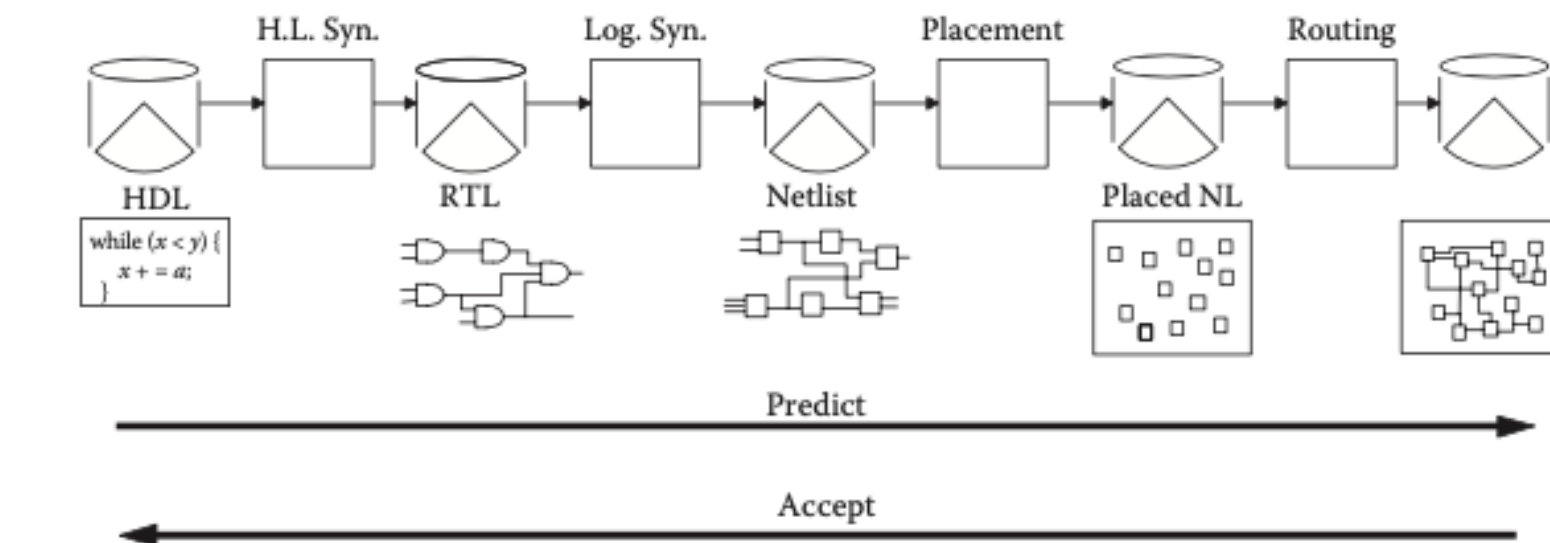 H.L. Syn.
Log. Syn.
Placement
Routing
HDL
RTL
Netlist
Placed NL
while (x < y) {
x + = a;
}
Predict
Accept